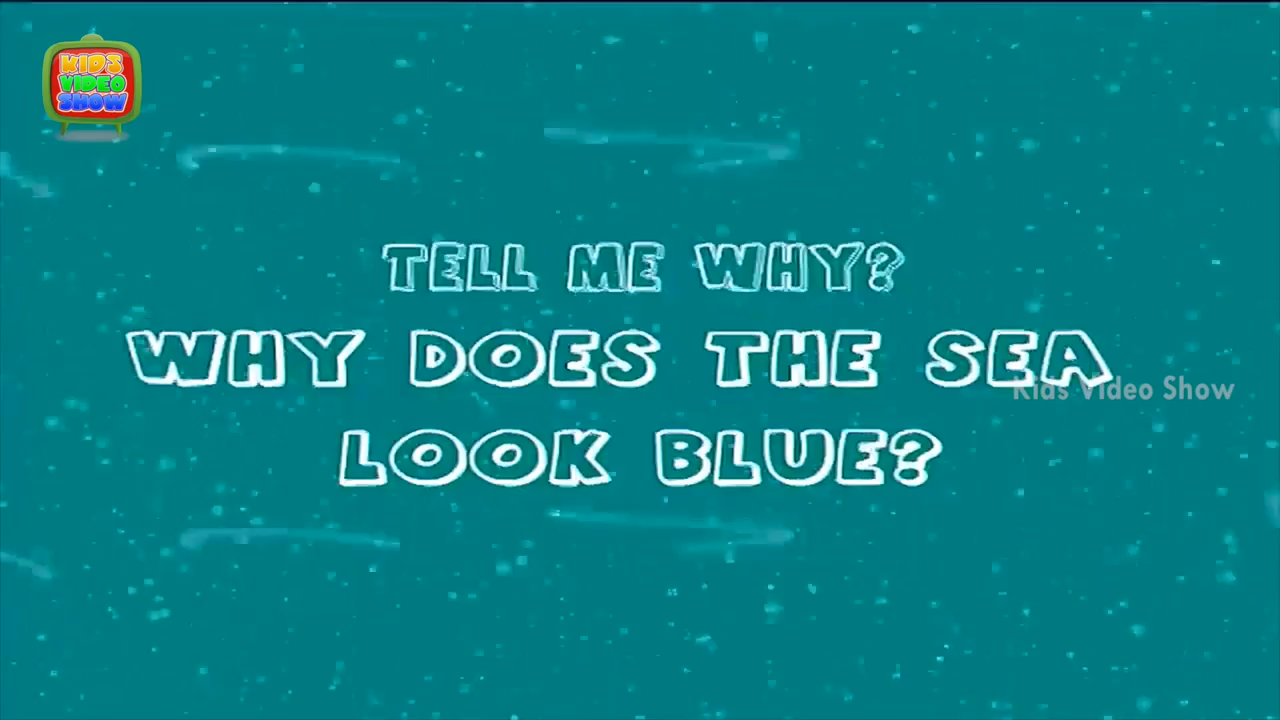 KIDS
VIDEO
SHOW
TELL ME WHY?
WHY DOES THE SEA
Kids Video Show
LOOK BLUE?